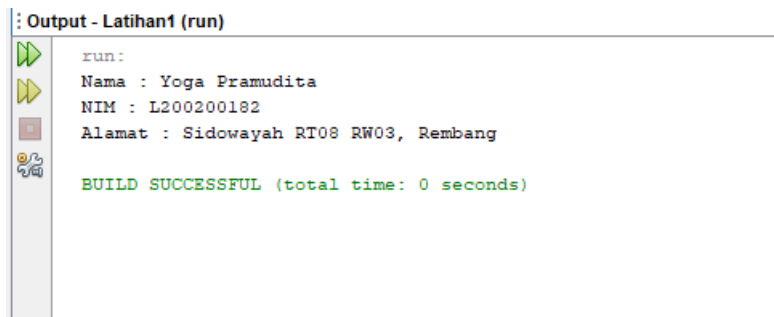 Output - Latihan1 (run)
run:
Nama : Yoga Pramudita
NIM : L200200182
Alamat : Sidowayah RT08 RW03, Rembang
BUILD SUCCESSFUL (total time: 0 seconds)